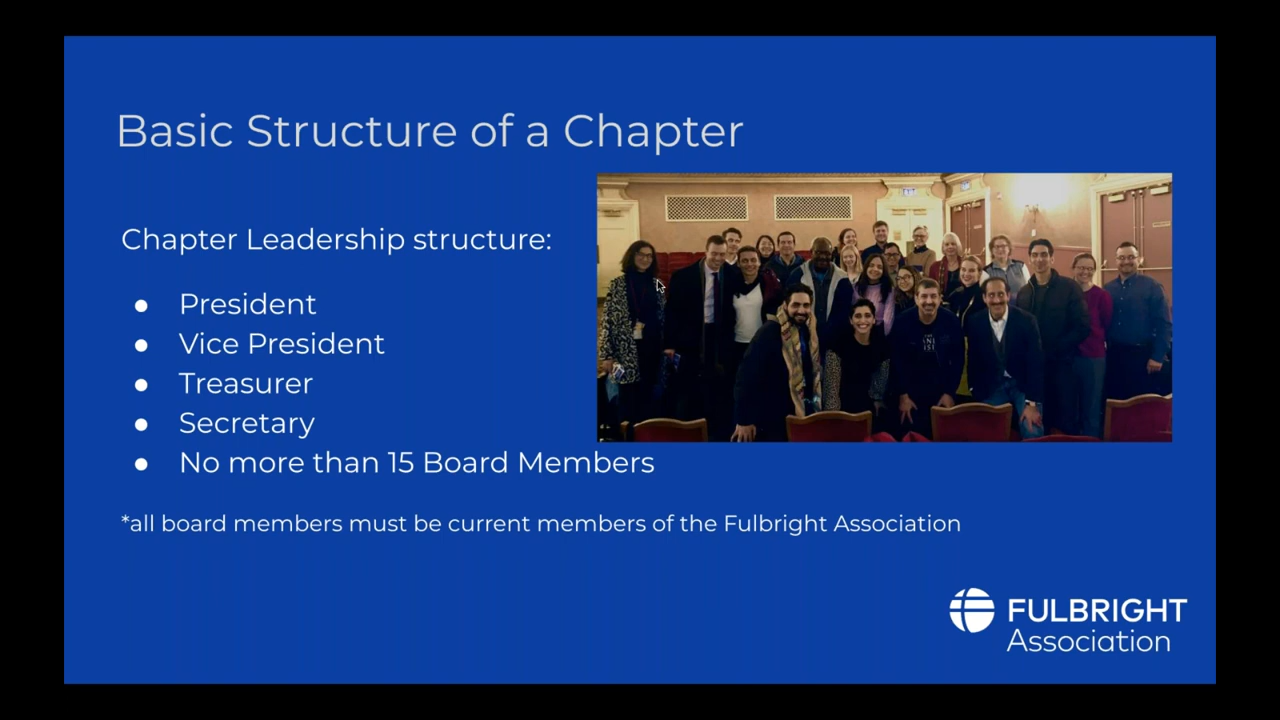 Basic Structure of a Chapter
Chapter Leadership structure:
● President
● Vice President
● Treasurer
● Secretary
● No more than 15 Board Members
*all board members must be current members of the Fulbright Association
FULBRIGHT
Association